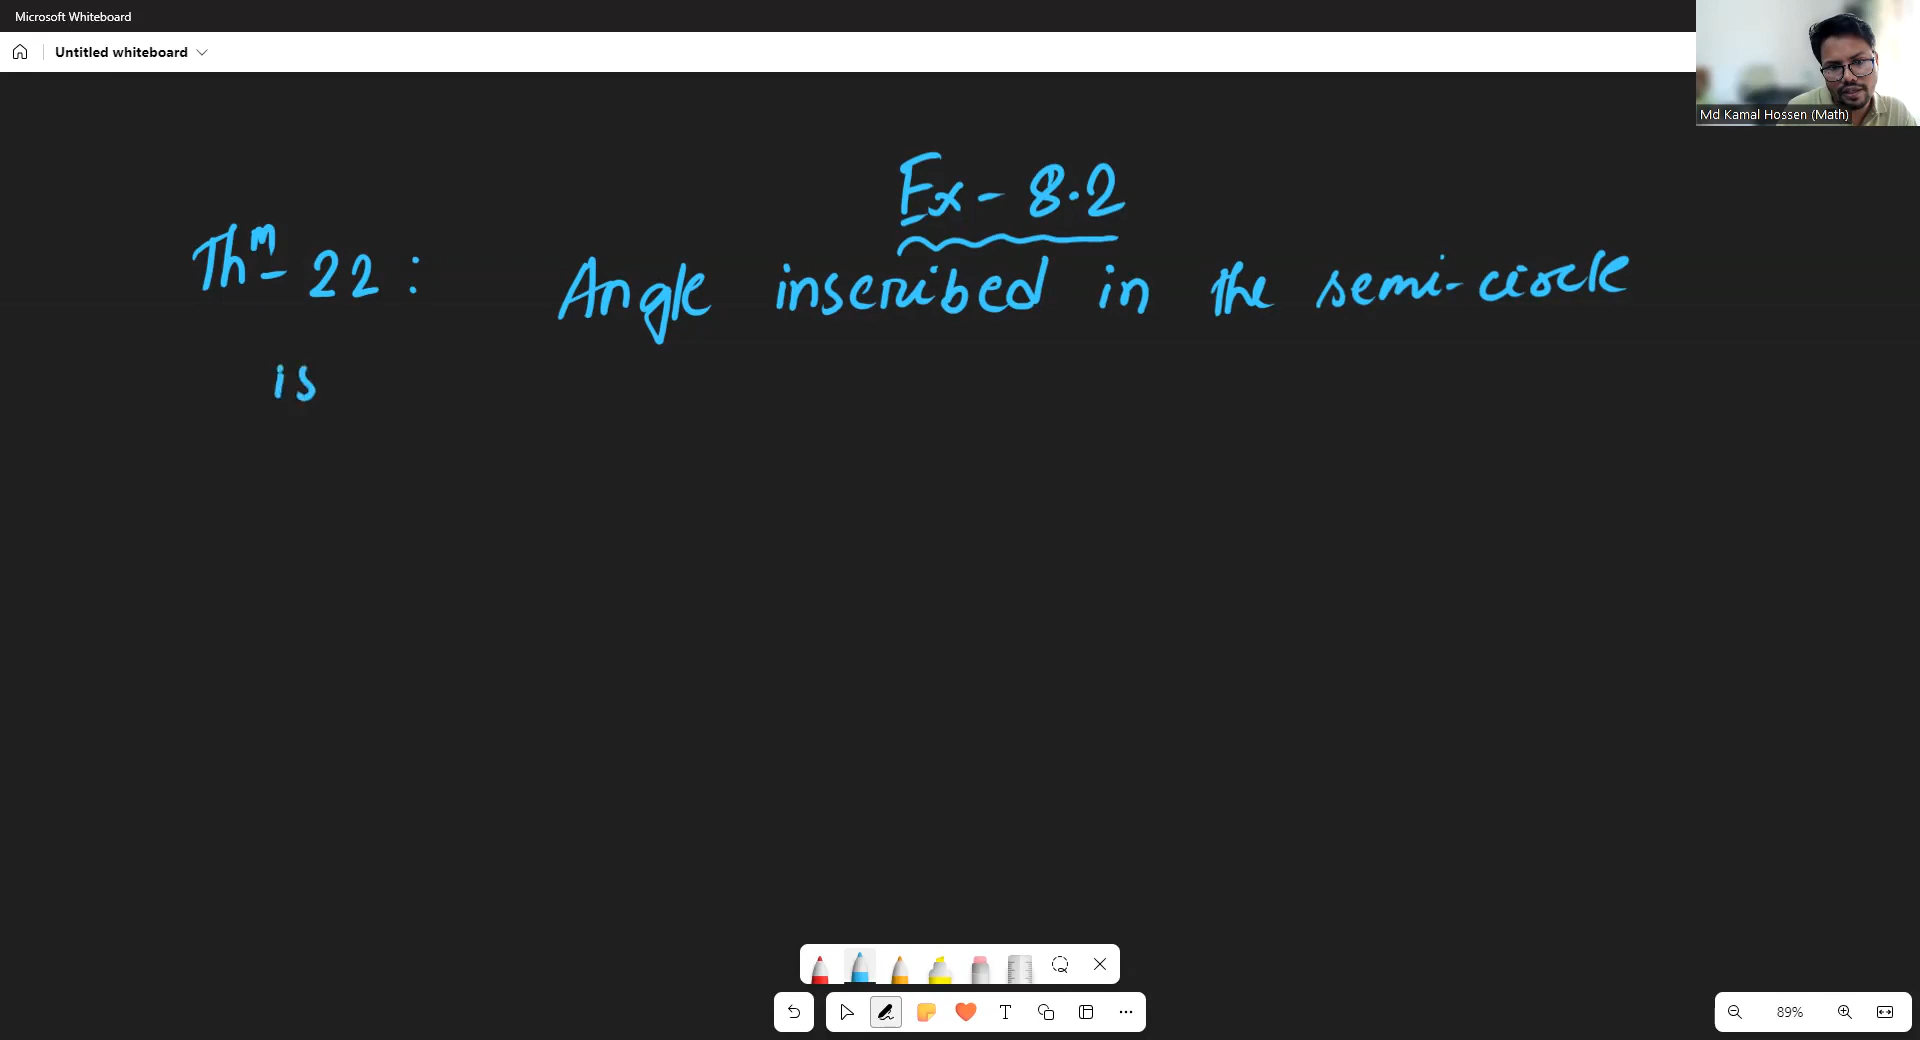 Microsoft Whiteboard
Untitled whiteboard
Md Kamal Hossen (Math)
Ex - 8.2
Thm - 22 : Angle inscribed in the semi-circle
is
T
89%